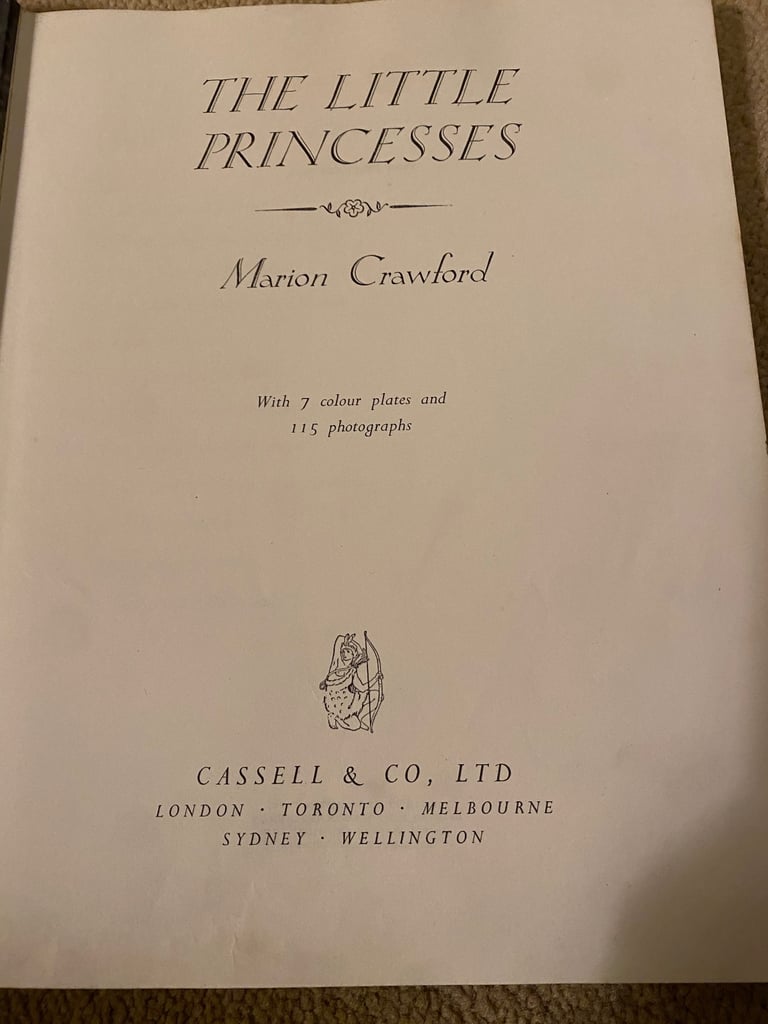 THE LITTLE
PRINCESSES
Marion Crawford
With 7 colour plates and
115 photographs
CASSELL & CO, LTD
LONDON · TORONTO · MELBOURNE
SYDNEY · WELLINGTON